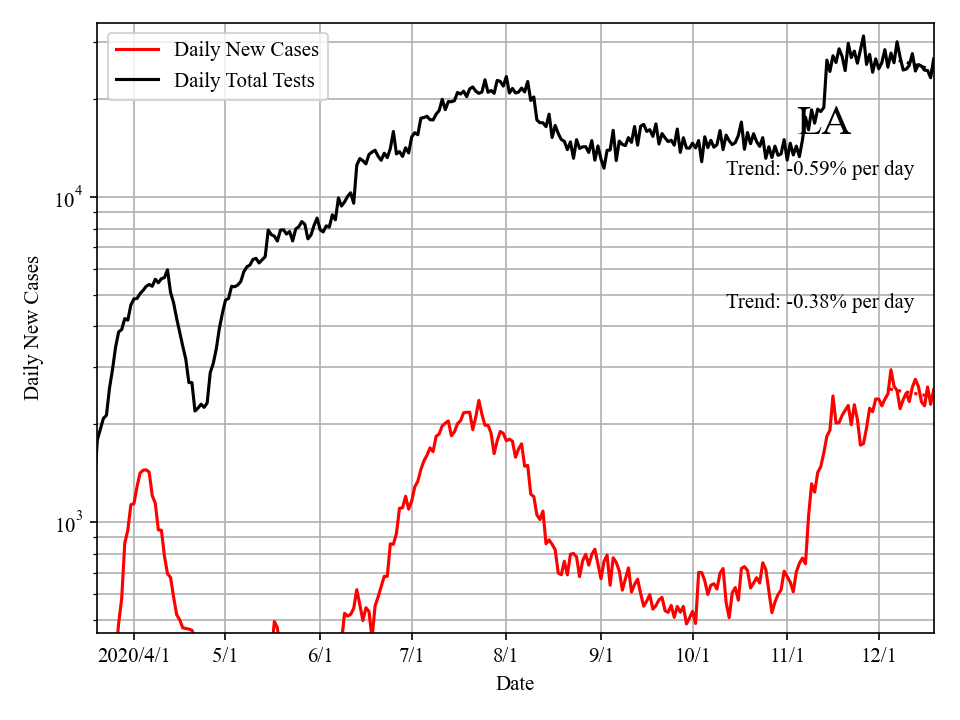 Daily New Cases
Daily Total Tests
LA
Trend: -0.59% per day
Trend: -0.38% per day
10^4
10^3
Daily New Cases
2020/4/1 5/1 6/1 7/1 8/1 9/1 10/1 11/1 12/1
Date